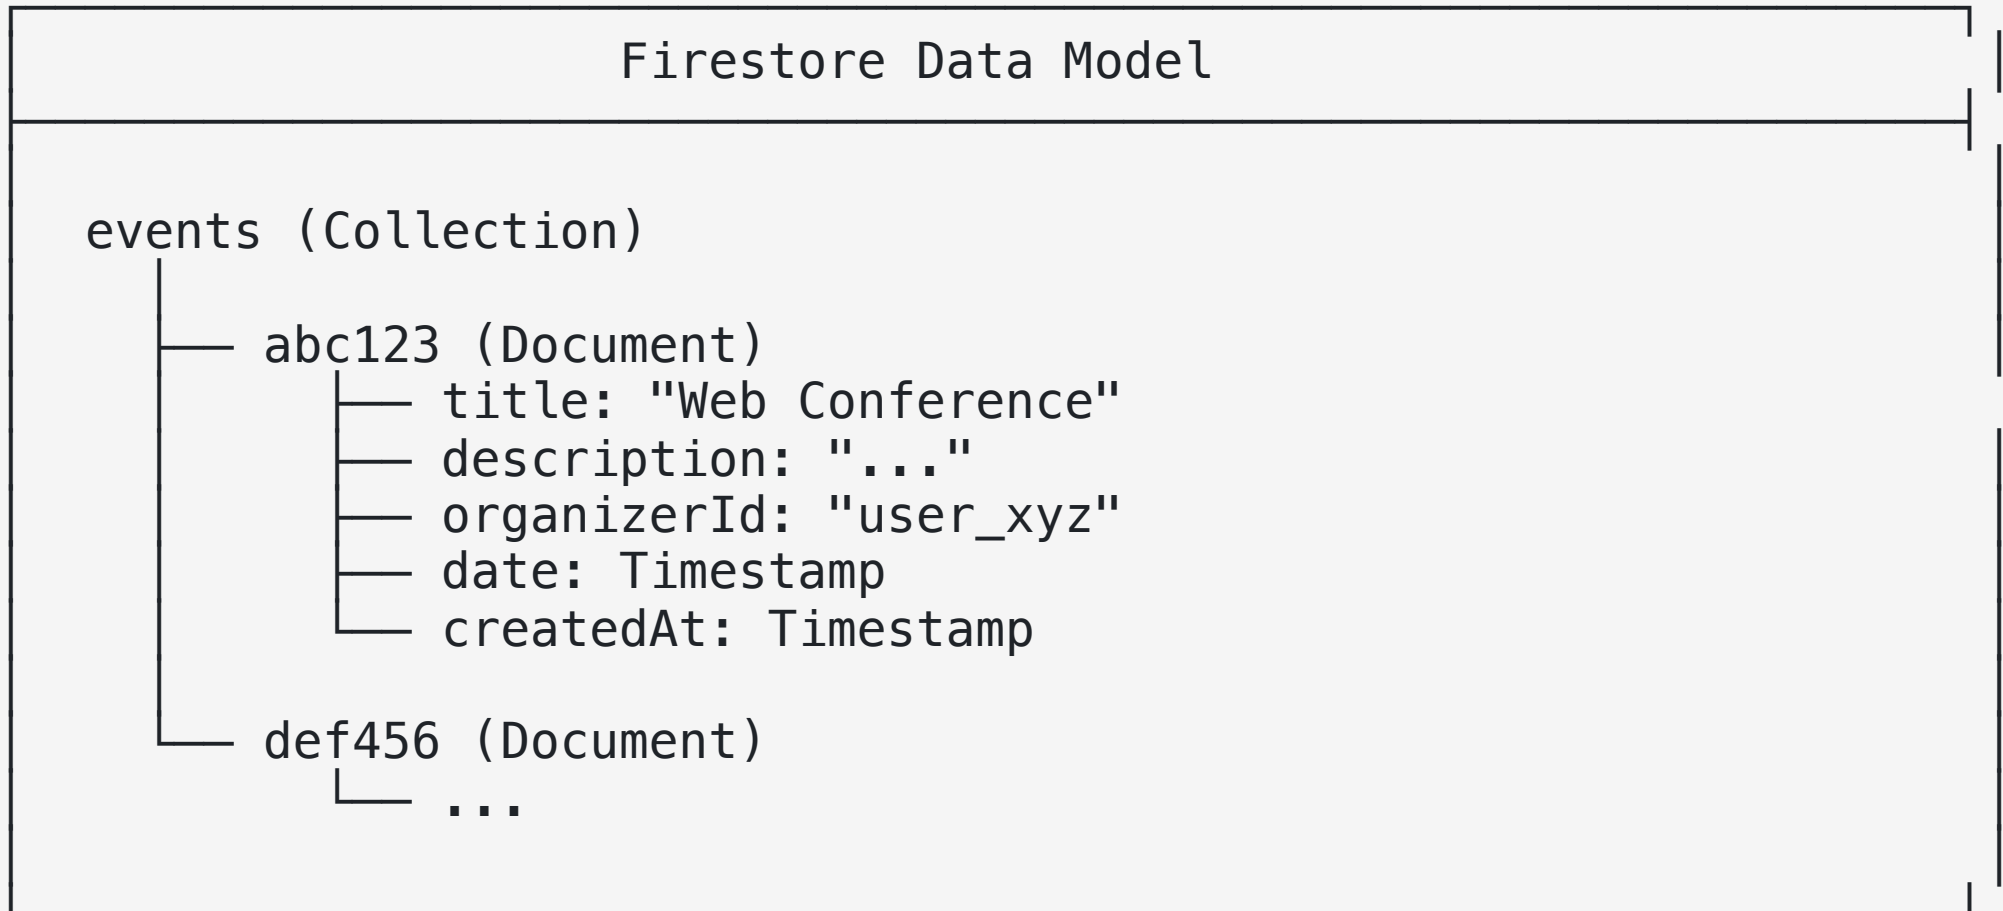 Firestore Data Model
events (Collection)
abc123 (Document)
title: "Web Conference"
description: "..."
organizerId: "user_xyz"
date: Timestamp
createdAt: Timestamp
def456 (Document)
...